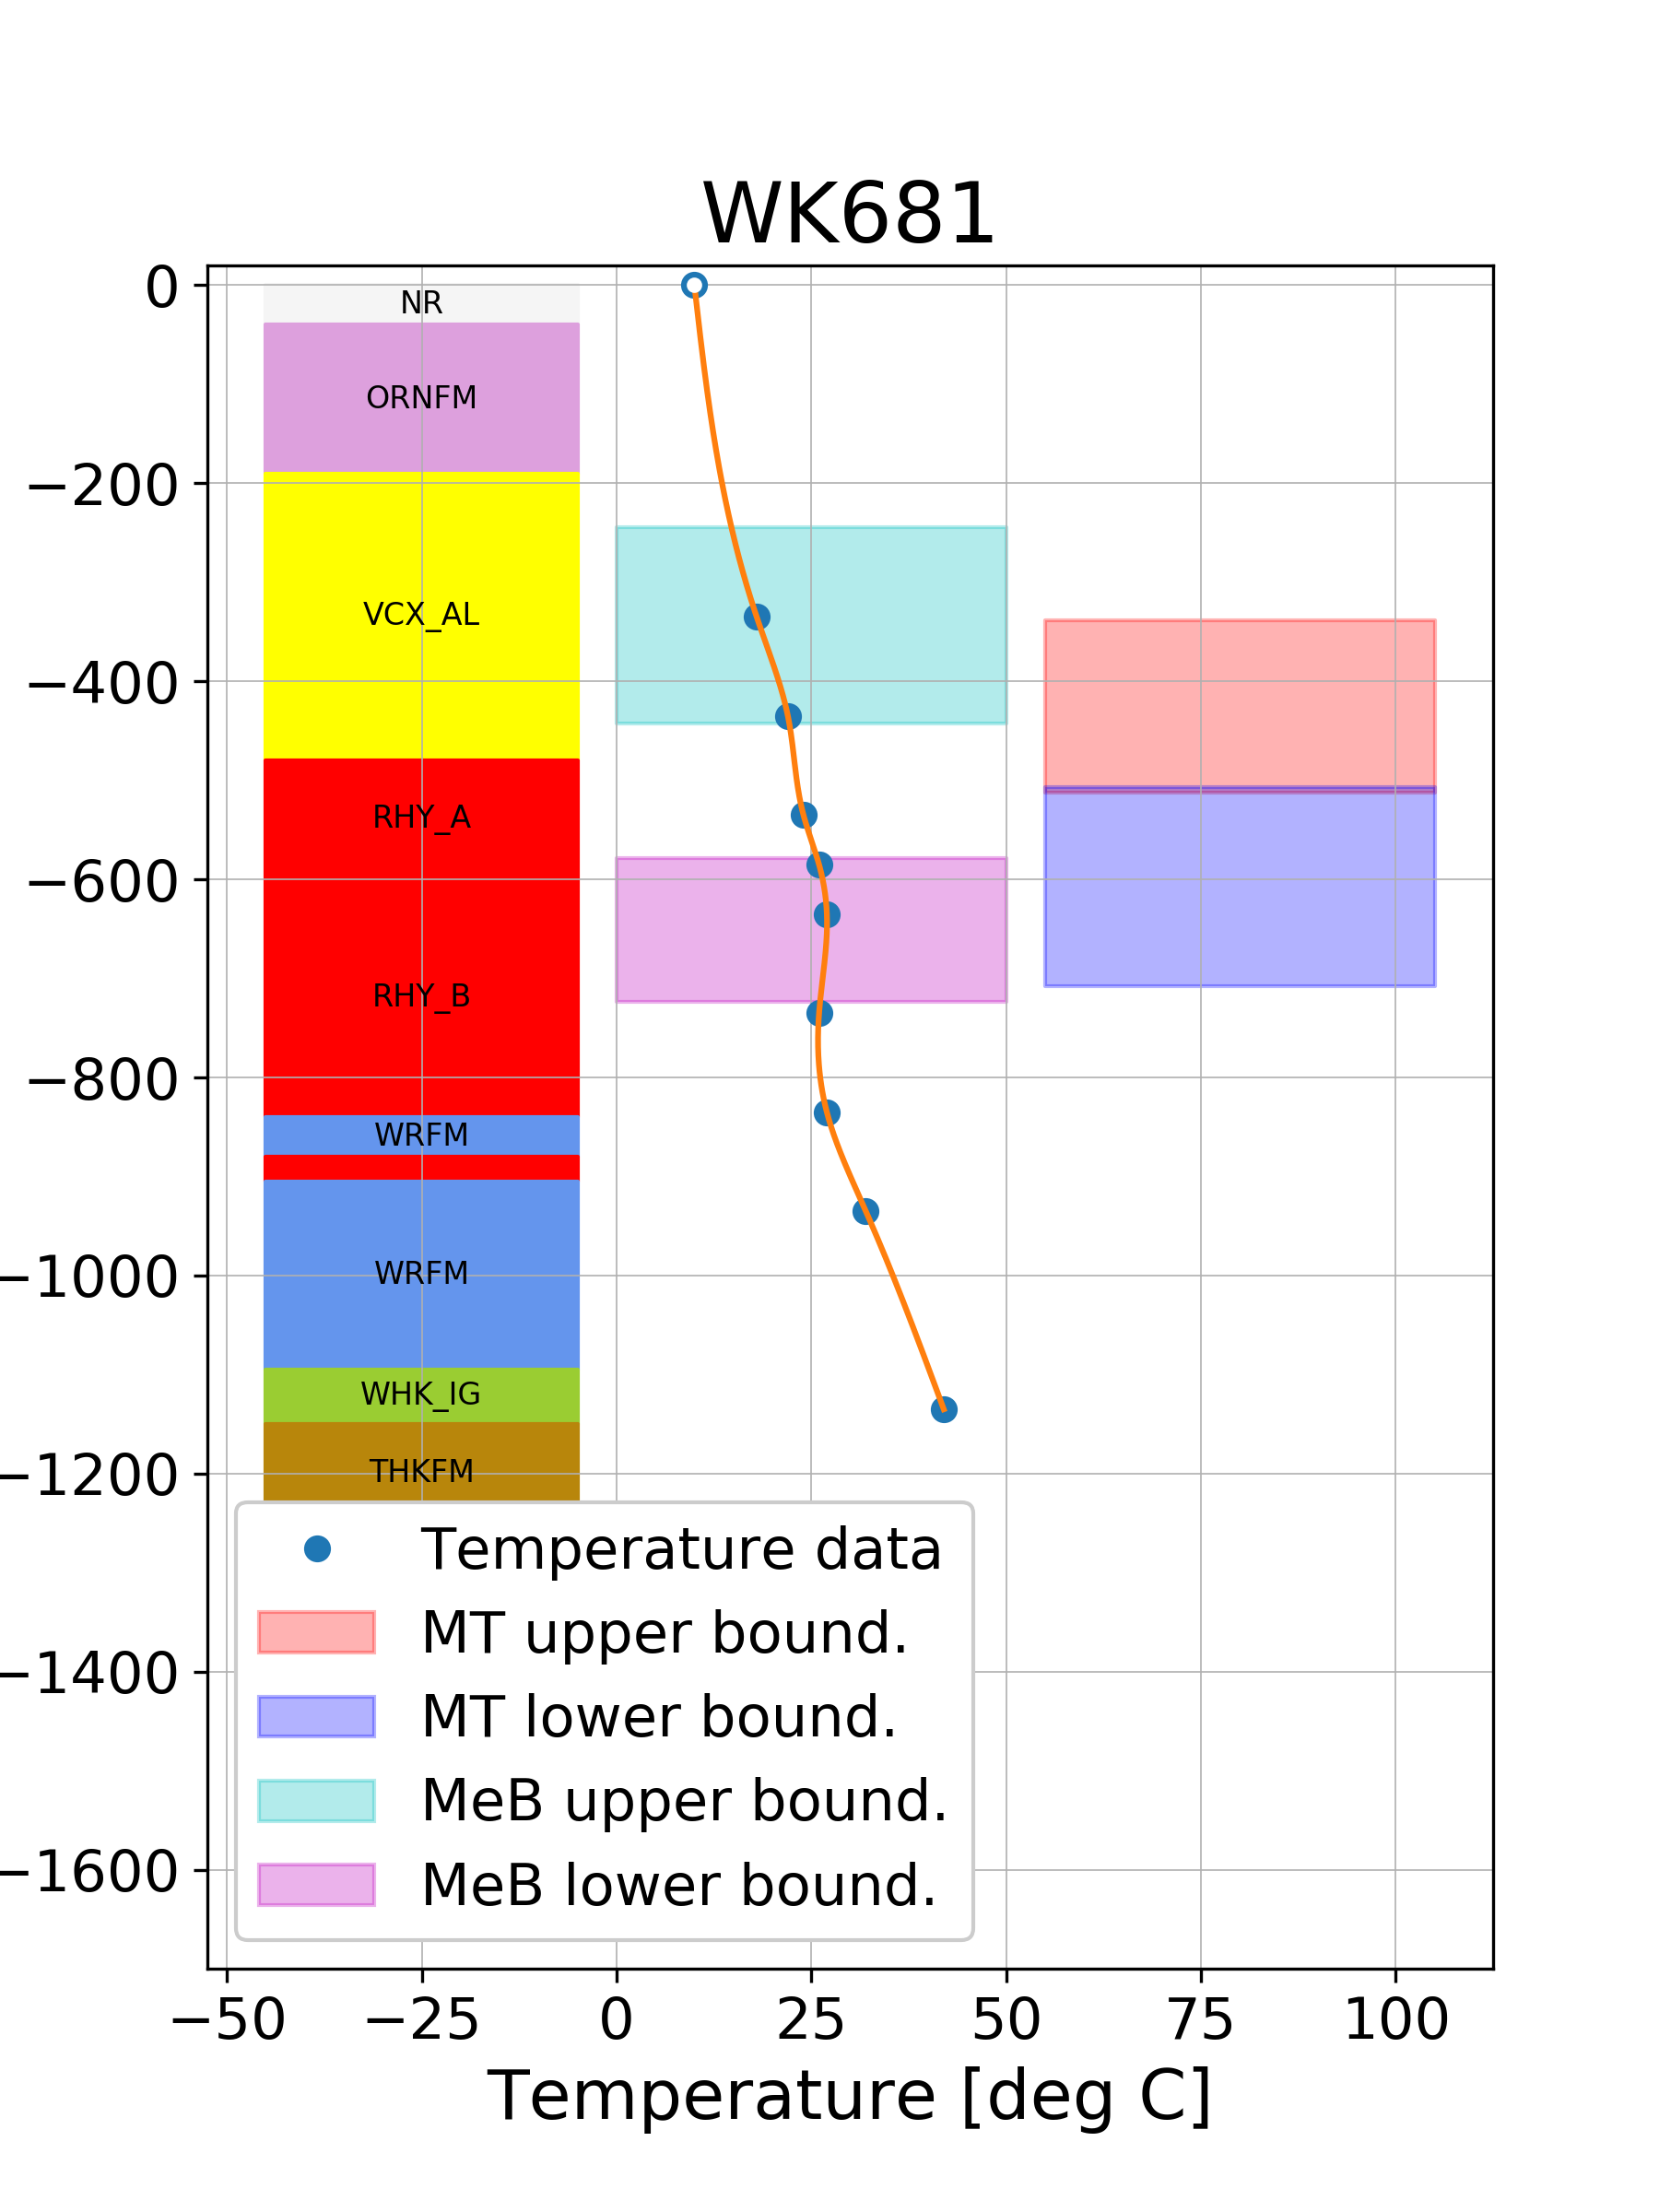 WK681
0
−200
−400
−600
−800
−1000
−1200
−1400
−1600
NR
ORNFM
VCX_AL
RHY_A
RHY_B
WRFM
WRFM
WHK_IG
THKFM
Temperature data
MT upper bound.
MT lower bound.
MeB upper bound.
MeB lower bound.
−50 −25 0 25 50 75 100
Temperature [deg C]